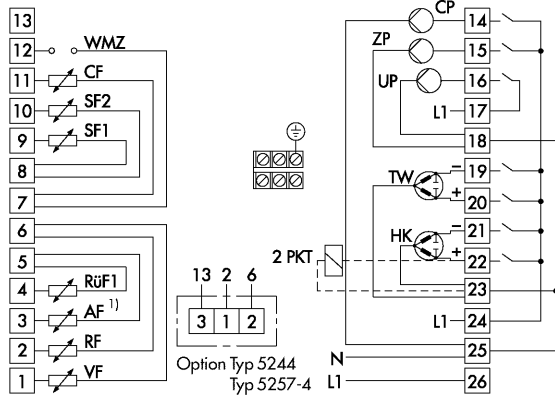 13
12 WMZ
11 CF
10 SF2
9 SF1
8
7
6
5
4 RüF1
3 AF 1)
2 RF
1 VF
13 2 6
3 1 2
Option Typ 5244
Typ 5257-4
CP 14
ZP 15
UP 16
L1 17
18
TW − 19
+ 20
HK − 21
2 PKT + 22
23
L1 24
N 25
L1 26